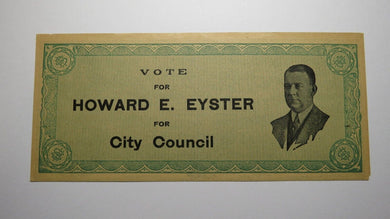 VOTE
FOR
HOWARD E. EYSTER
FOR
City Council